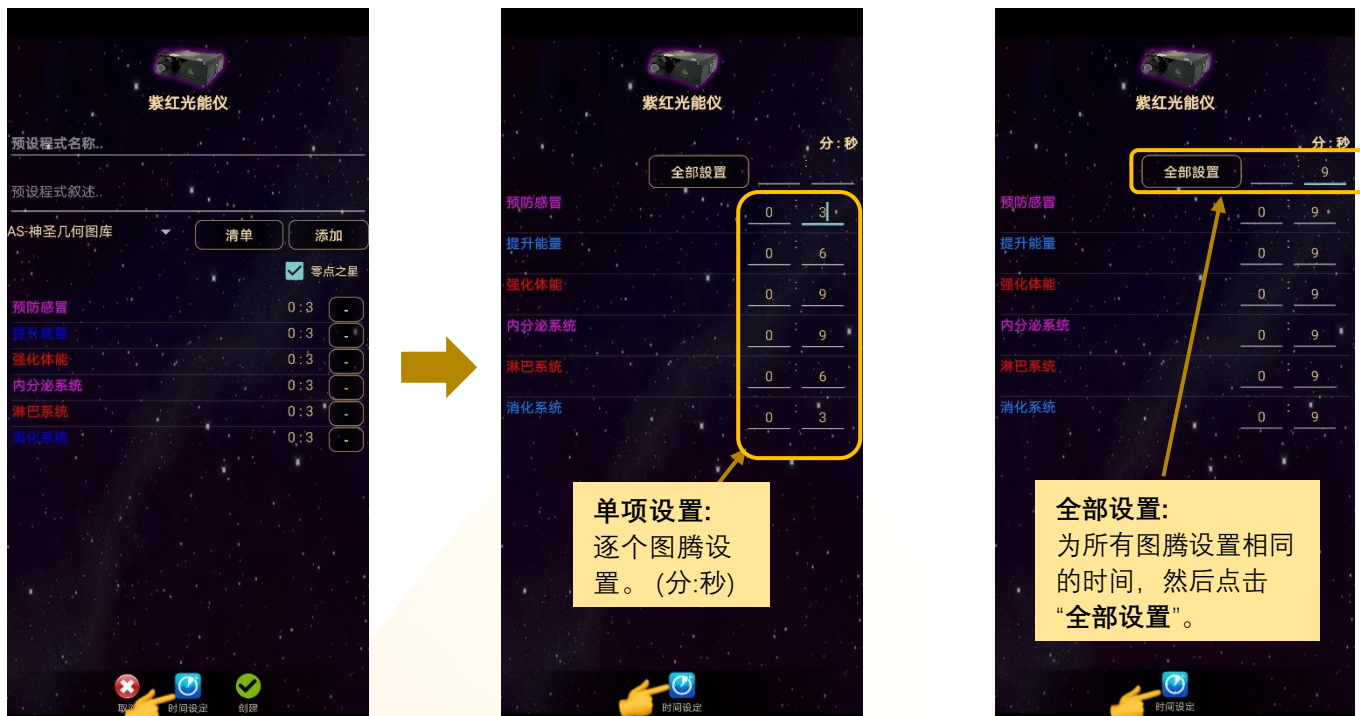 紫红光能仪
预设程式名称..
预设程式叙述..
AS-神圣几何图库
清单
添加
零点之星
预防感冒 0:3 -
提升能量 0:3 -
强化体能 0:3 -
内分泌系统 0:3 -
淋巴系统 0:3 -
消化系统 0:3 -
取消
时间设定
创建
紫红光能仪
分:秒
全部設置 :
预防感冒 0 : 3
提升能量 0 : 6
强化体能 0 : 9
内分泌系统 0 : 9
淋巴系统 0 : 6
消化系统 0 : 3
单项设置:
逐个图腾设
置。 (分:秒)
时间设定
紫红光能仪
分:秒
全部設置 : 9
预防感冒 0 : 9
提升能量 0 : 9
强化体能 0 : 9
内分泌系统 0 : 9
淋巴系统 0 : 9
消化系统 0 : 9
全部设置:
为所有图腾设置相同
的时间，然后点击
“全部设置”。
时间设定